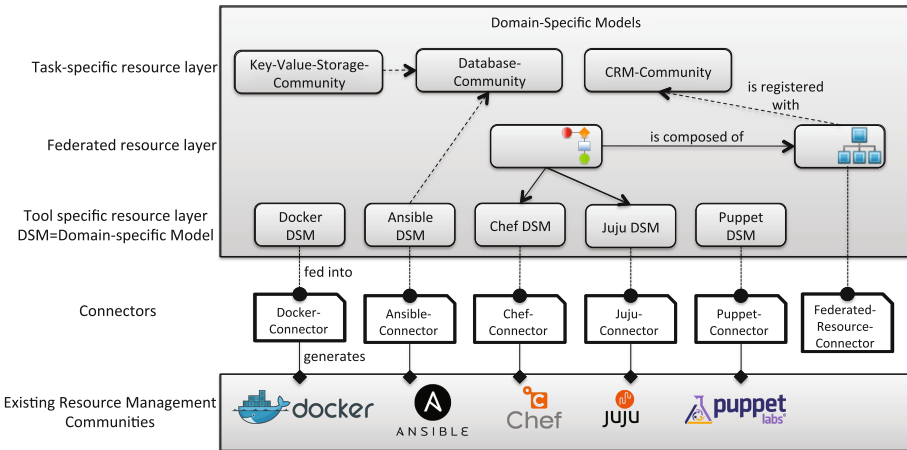 Domain-Specific Models
Task-specific resource layer
Key-Value-Storage-
Community
Database-
Community
CRM-Community
is registered
with
Federated resource layer
is composed of
Tool specific resource layer
DSM=Domain-specific Model
Docker
DSM
Ansible
DSM
Chef DSM
Juju DSM
Puppet
DSM
fed into
Connectors
Docker-
Connector
Ansible-
Connector
Chef-
Connector
Juju-
Connector
Puppet-
Connector
Federated-
Resource-
Connector
generates
Existing Resource Management
Communities
docker
A
ANSIBLE
C
Chef
juju
puppet
labs